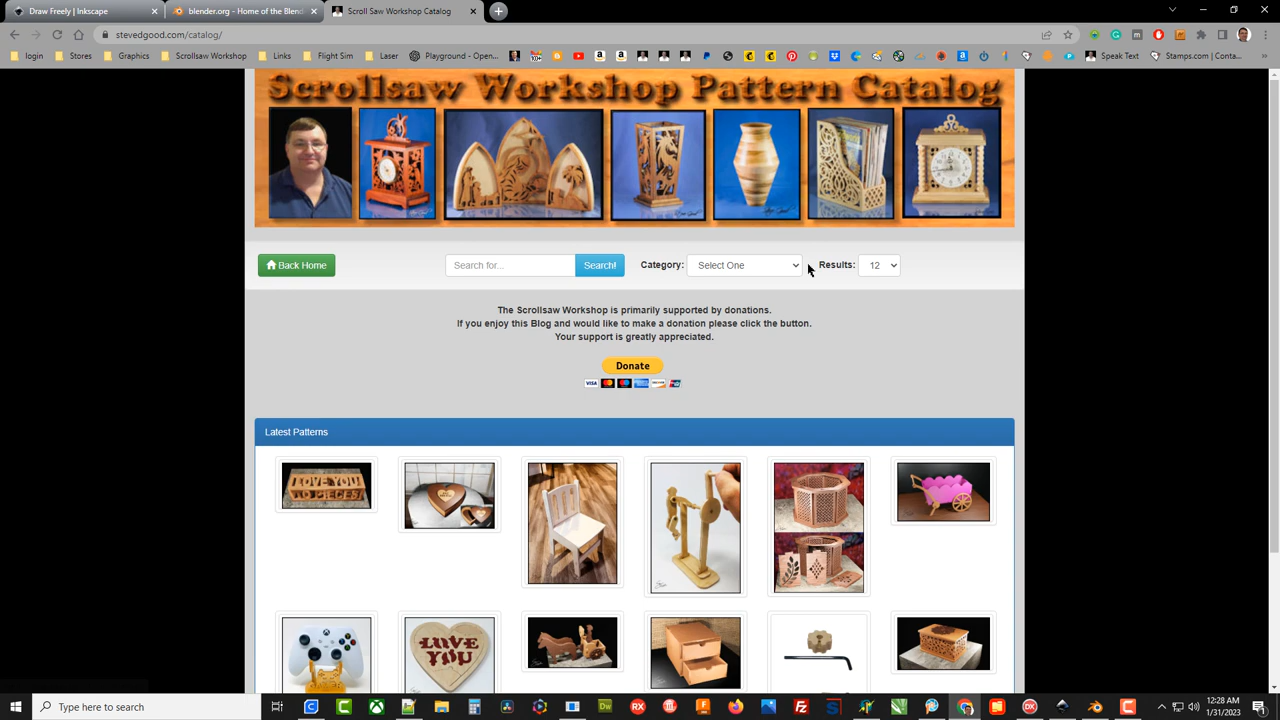 Draw Freely | Inkscape
blender.org - Home of the Blend
Scroll Saw Workshop Catalog
stevedgood.com/catalog/
login
Stores
Graphics
Scrollsaw Workshop
Links
Flight Sim
Laser
Playground - Open...
Speak Text
Stamps.com | Conta...
Scrollsaw Workshop Pattern Catalog
Back Home
Search for...
Search!
Category:
Select One
Results:
12
The Scrollsaw Workshop is primarily supported by donations.
If you enjoy this Blog and would like to make a donation please click the button.
Your support is greatly appreciated.
Donate
VISA
Latest Patterns
I LOVE YOU
TO PIECES
LOVE
YOU
Type here to search
12:28 AM
1/31/2023